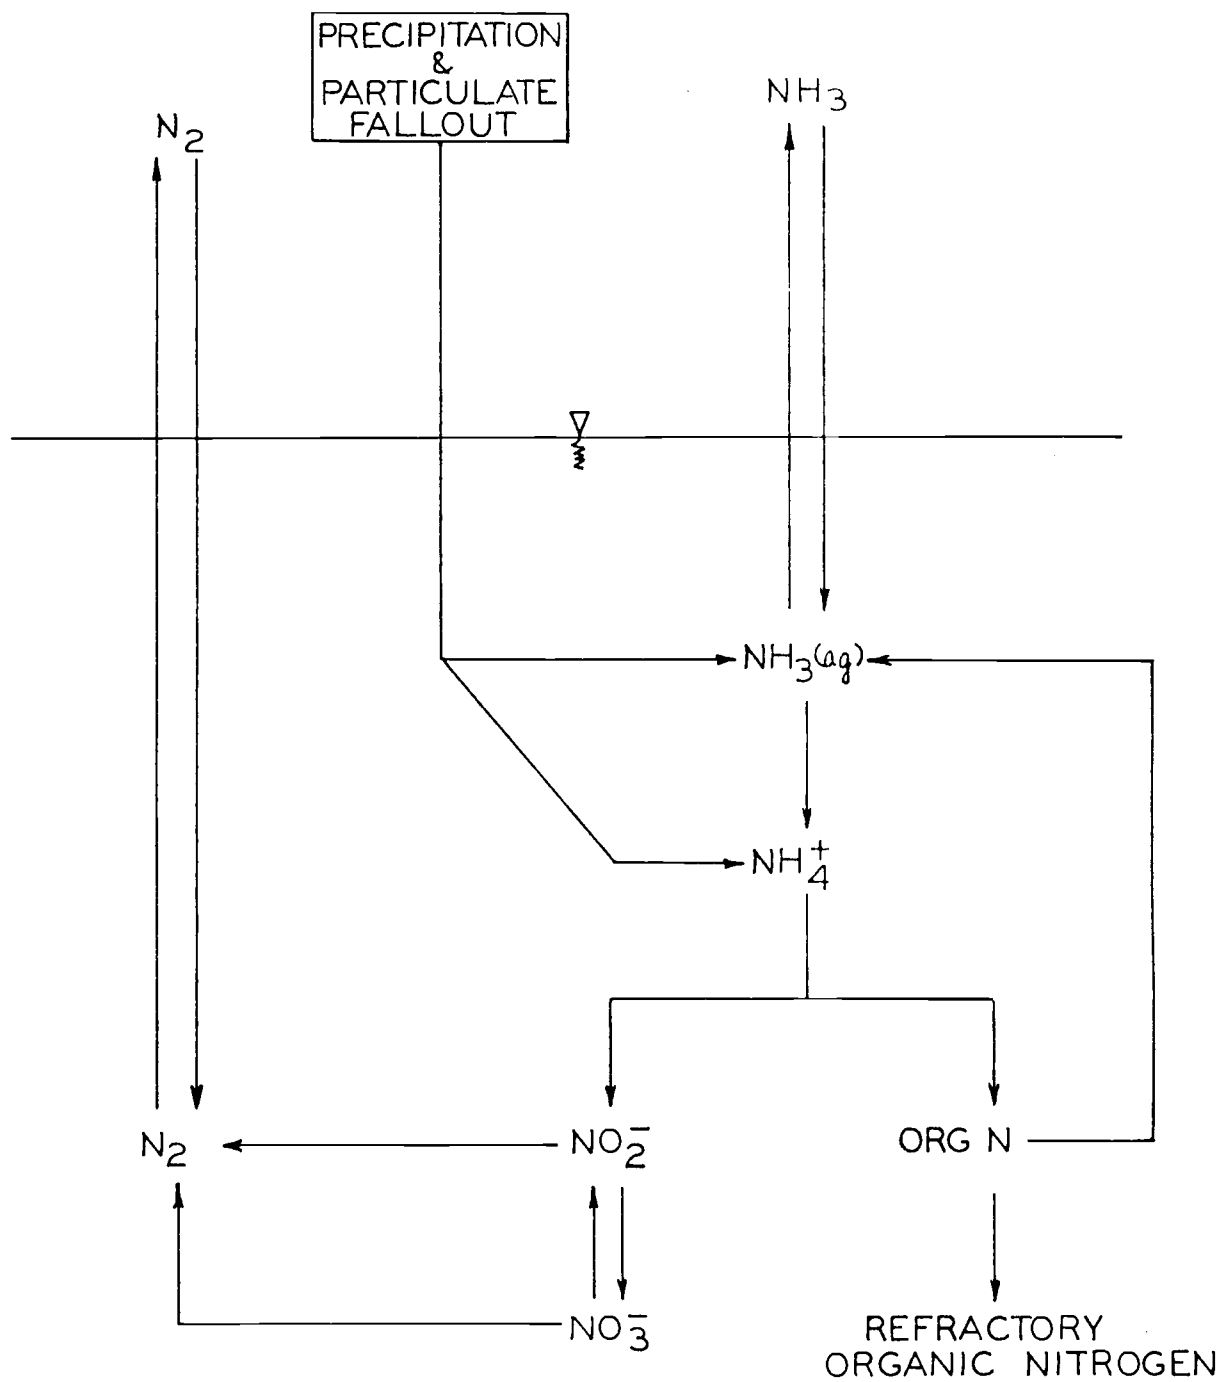 PRECIPITATION
&
PARTICULATE
FALLOUT
NH₃
N₂
NH₃(aq)
NH₄⁺
N₂
NO₂⁻
ORG N
NO₃⁻
REFRACTORY
ORGANIC NITROGEN